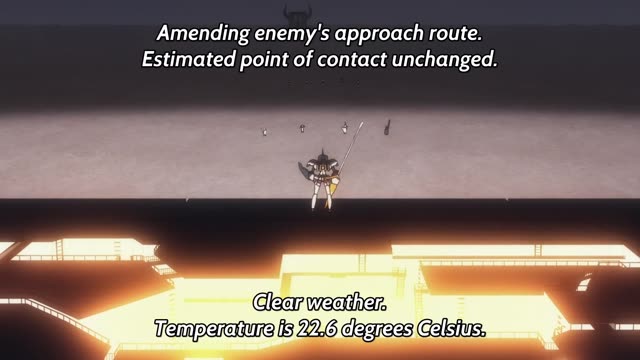 Amending enemy's approach route.
Estimated point of contact unchanged.
Clear weather.
Temperature is 22.6 degrees Celsius.